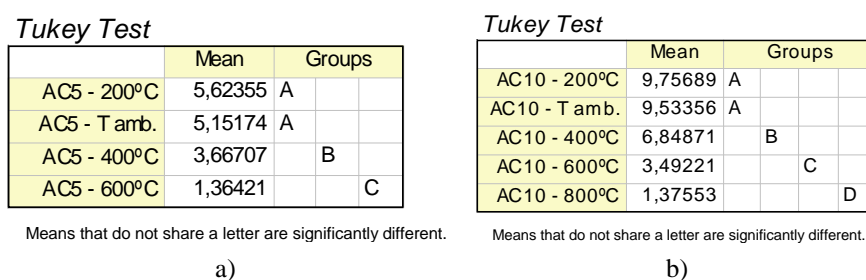 Tukey Test
Mean Groups
AC5 - 200ºC 5,62355 A
AC5 - T amb. 5,15174 A
AC5 - 400ºC 3,66707 B
AC5 - 600ºC 1,36421 C
Means that do not share a letter are significantly different.
a)
Tukey Test
Mean Groups
AC10 - 200ºC 9,75689 A
AC10 - T amb. 9,53356 A
AC10 - 400ºC 6,84871 B
AC10 - 600ºC 3,49221 C
AC10 - 800ºC 1,37553 D
Means that do not share a letter are significantly different.
b)